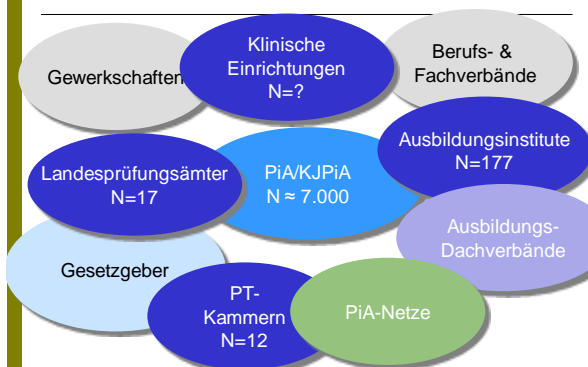 Gewerkschaften
Klinische
Einrichtungen
N=?
Berufs- &
Fachverbände
Landesprüfungsämter
N=17
PiA/KJPiA
N ≈ 7.000
Ausbildungsinstitute
N=177
Ausbildungs-
Dachverbände
Gesetzgeber
PT-
Kammern
N=12
PiA-Netze